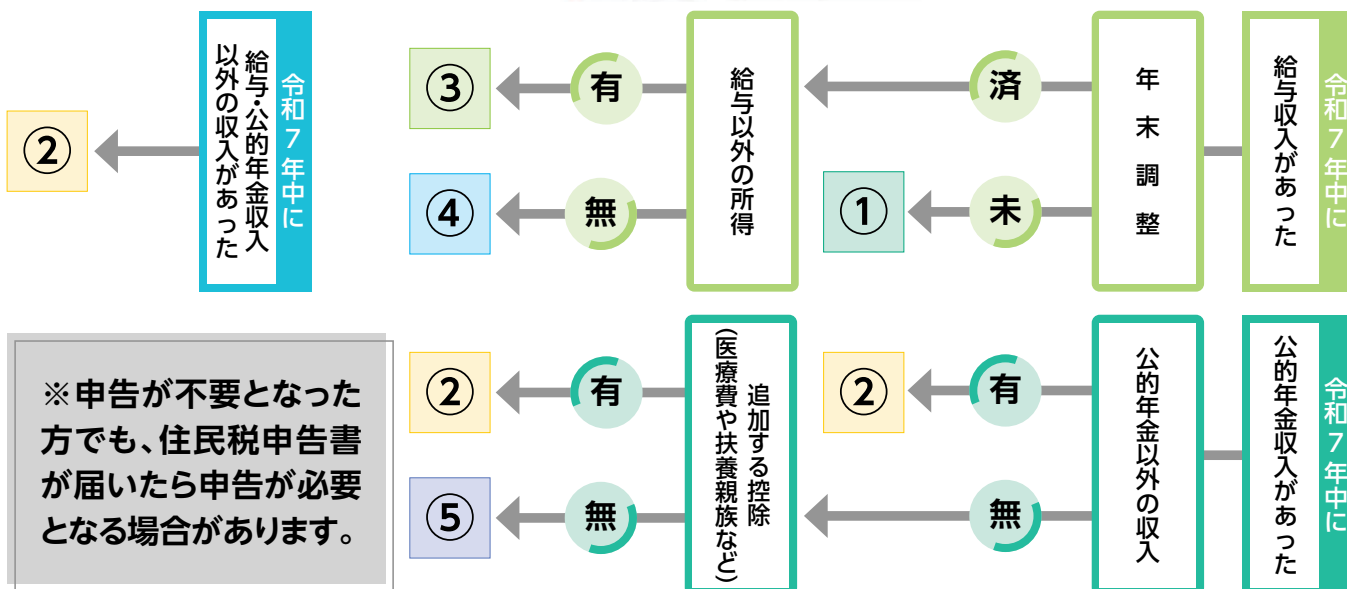 令和7年中に
給与収入があった
年末調整
済
未
①
給与以外の所得
有
無
③
④
令和7年中に
給与・公的年金収入
以外の収入があった
②
令和7年中に
公的年金収入があった
公的年金以外の収入
有
無
②
追加する控除
(医療費や扶養親族など)
有
無
②
⑤
※申告が不要となった
方でも、住民税申告書
が届いたら申告が必要
となる場合があります。